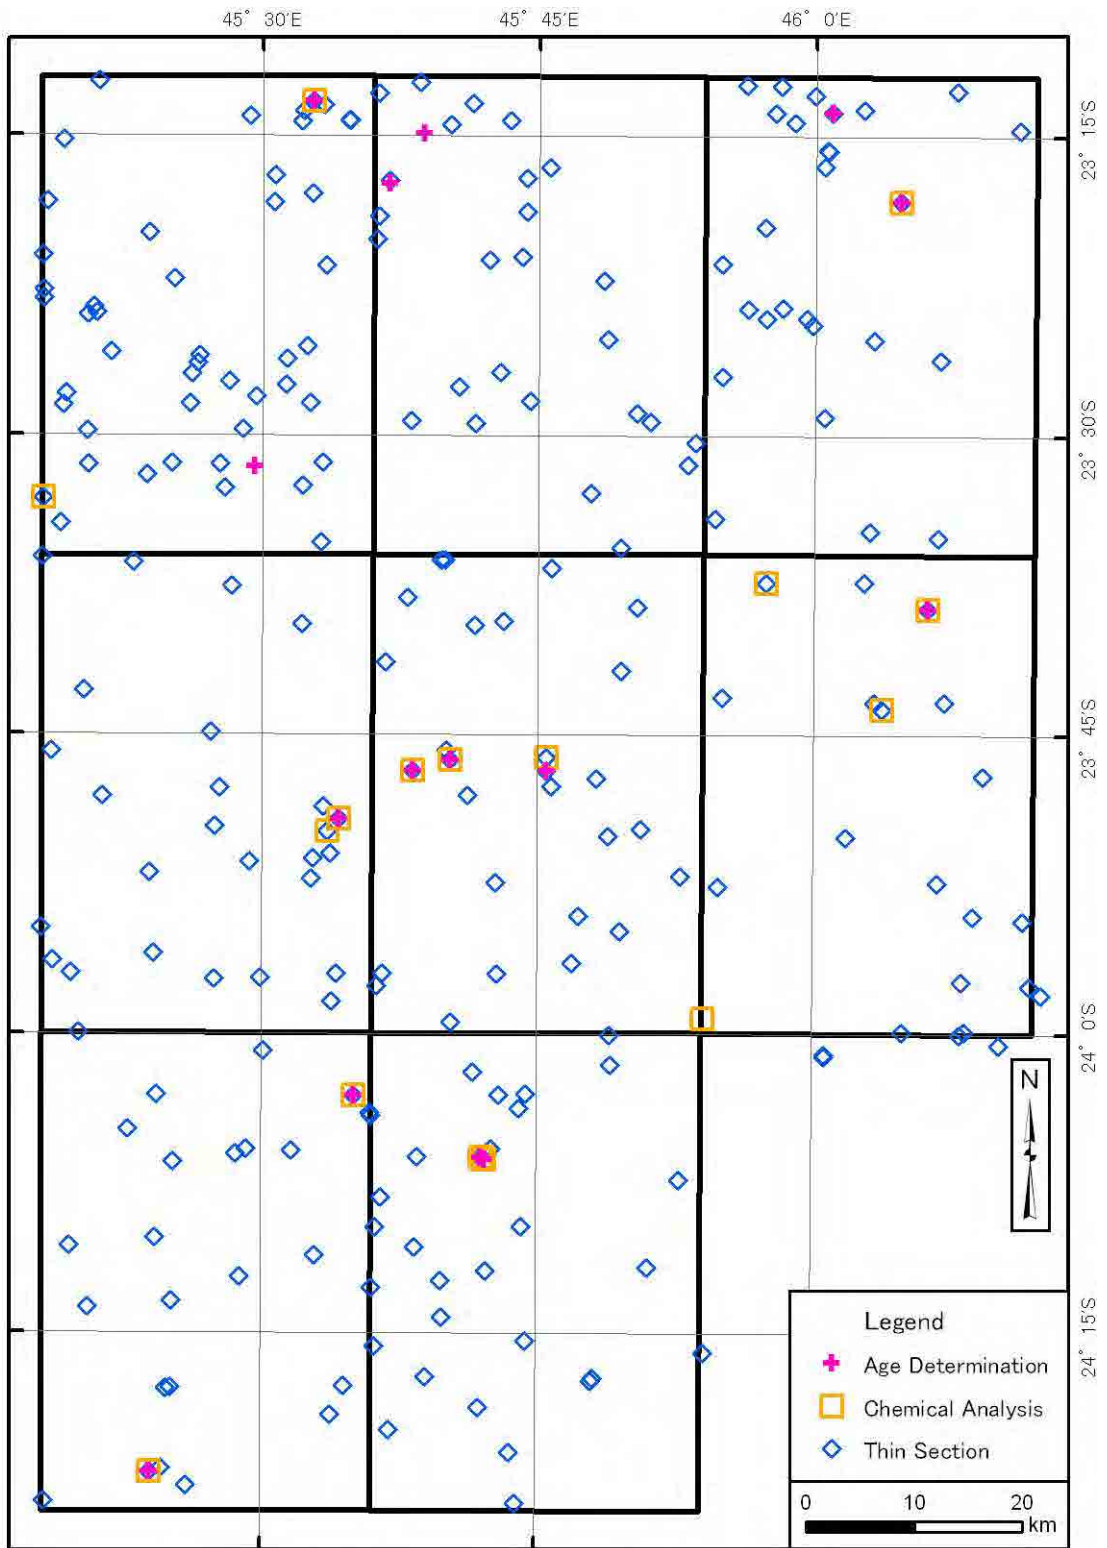 45° 30'E 45° 45'E 46° 0'E
23° 15'S
23° 30'S
23° 45'S
24° 0'S
24° 15'S
N
Legend
Age Determination
Chemical Analysis
Thin Section
0 10 20
km